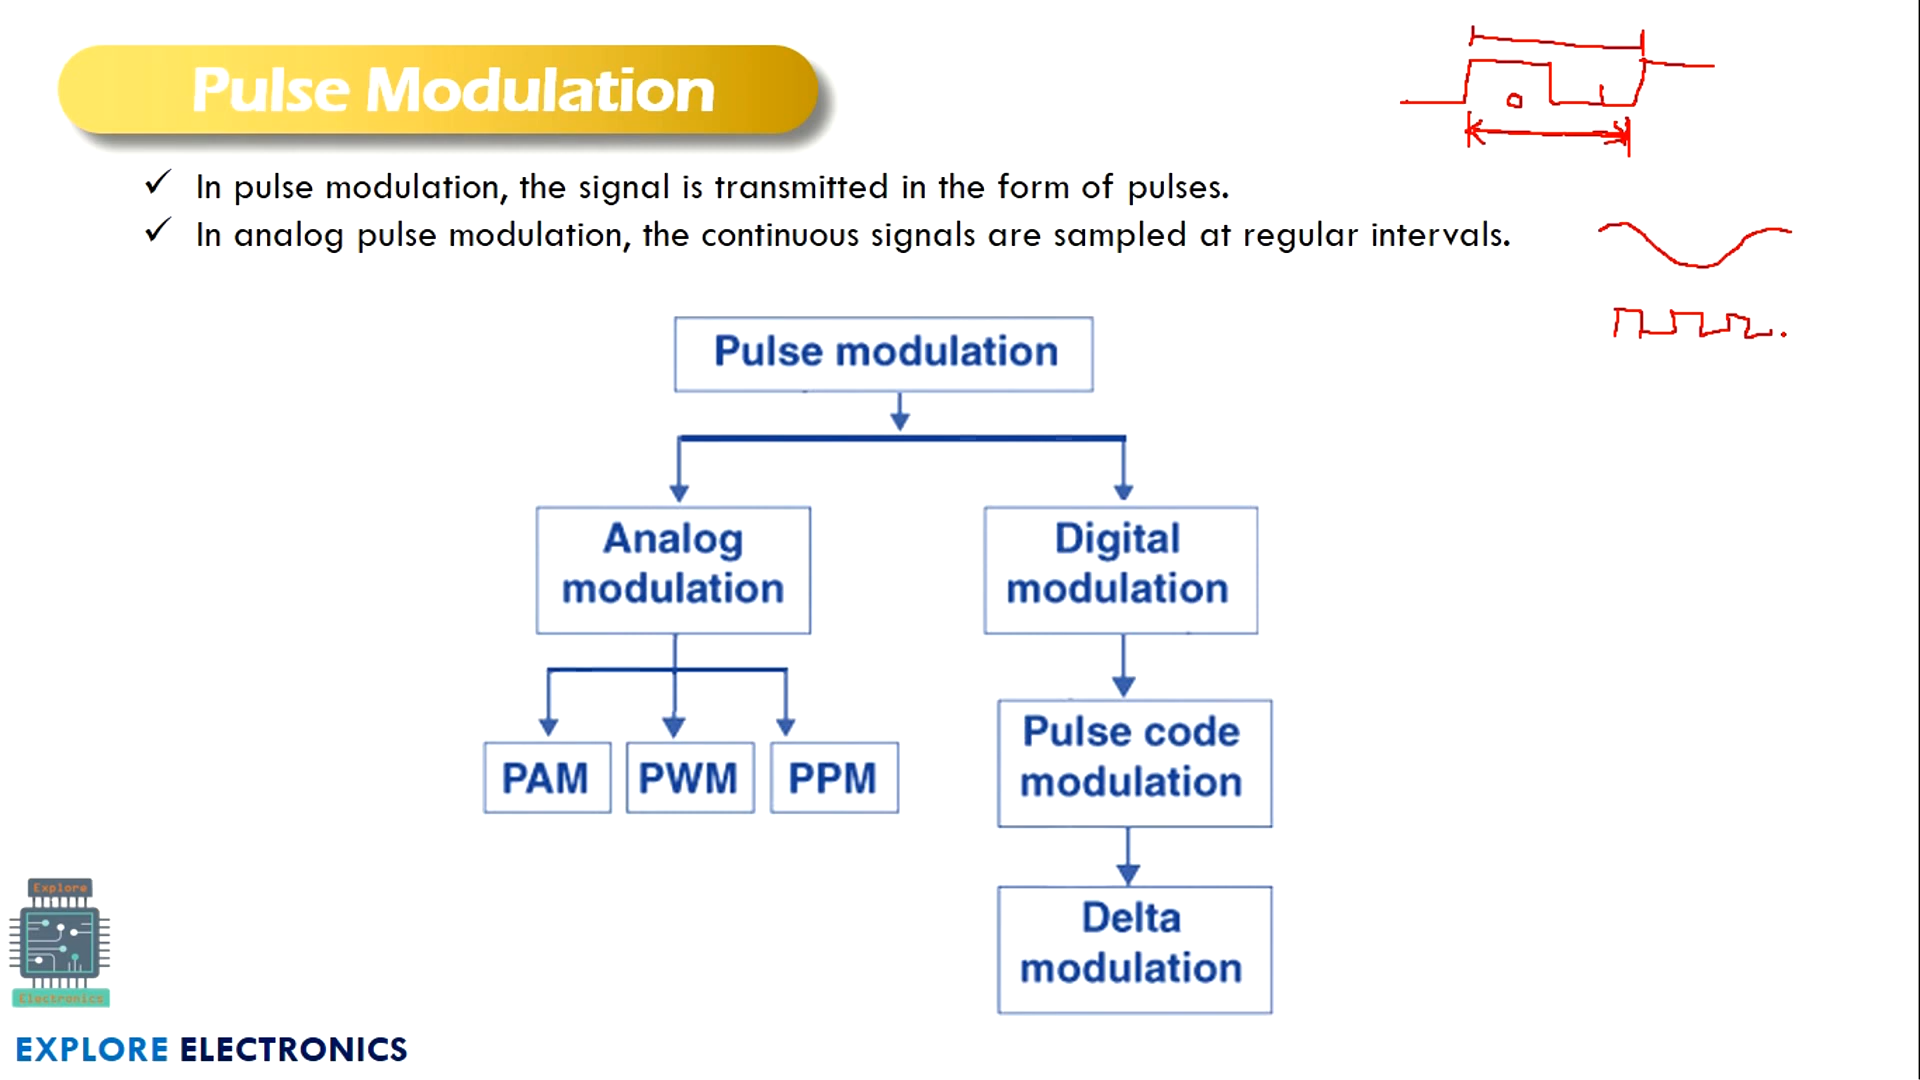 Pulse Modulation
✓ In pulse modulation, the signal is transmitted in the form of pulses.
✓ In analog pulse modulation, the continuous signals are sampled at regular intervals.
Pulse modulation
Analog
modulation
Digital
modulation
PAM
PWM
PPM
Pulse code
modulation
Delta
modulation
Explore
Electronics
EXPLORE ELECTRONICS